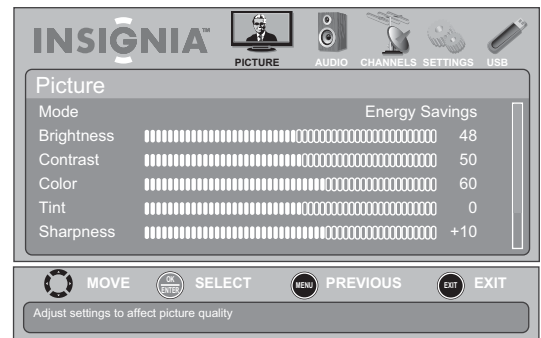 INSIGNIA™
PICTURE AUDIO CHANNELS SETTINGS USB
Picture
Mode Energy Savings
Brightness 48
Contrast 50
Color 60
Tint 0
Sharpness +10
MOVE OK ENTER SELECT MENU PREVIOUS EXIT EXIT
Adjust settings to affect picture quality